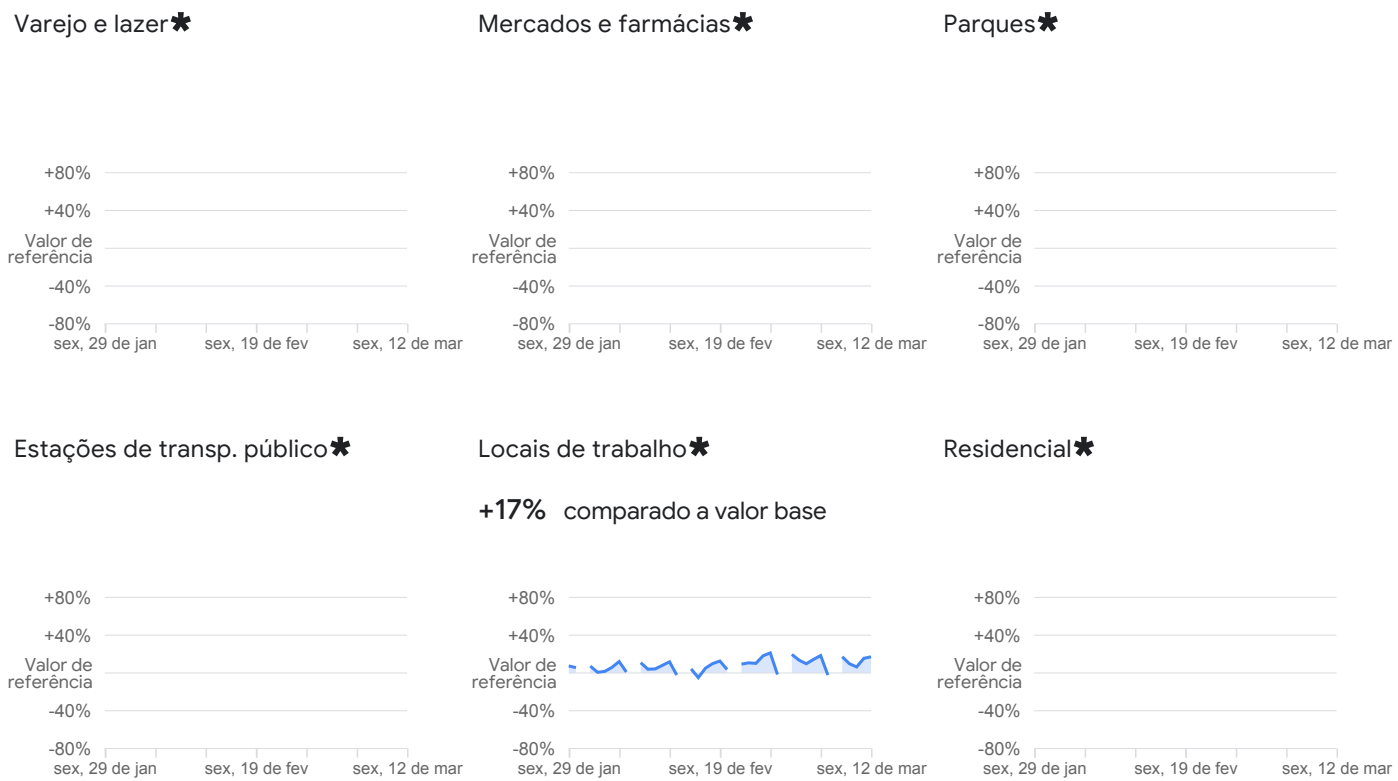 Varejo e lazer*
+80%
+40%
Valor de
referência
-40%
-80%
sex, 29 de jan sex, 19 de fev sex, 12 de mar
Mercados e farmácias*
+80%
+40%
Valor de
referência
-40%
-80%
sex, 29 de jan sex, 19 de fev sex, 12 de mar
Parques*
+80%
+40%
Valor de
referência
-40%
-80%
sex, 29 de jan sex, 19 de fev sex, 12 de mar
Estações de transp. público*
+80%
+40%
Valor de
referência
-40%
-80%
sex, 29 de jan sex, 19 de fev sex, 12 de mar
Locais de trabalho*
+17% comparado a valor base
+80%
+40%
Valor de
referência
-40%
-80%
sex, 29 de jan sex, 19 de fev sex, 12 de mar
Residencial*
+80%
+40%
Valor de
referência
-40%
-80%
sex, 29 de jan sex, 19 de fev sex, 12 de mar